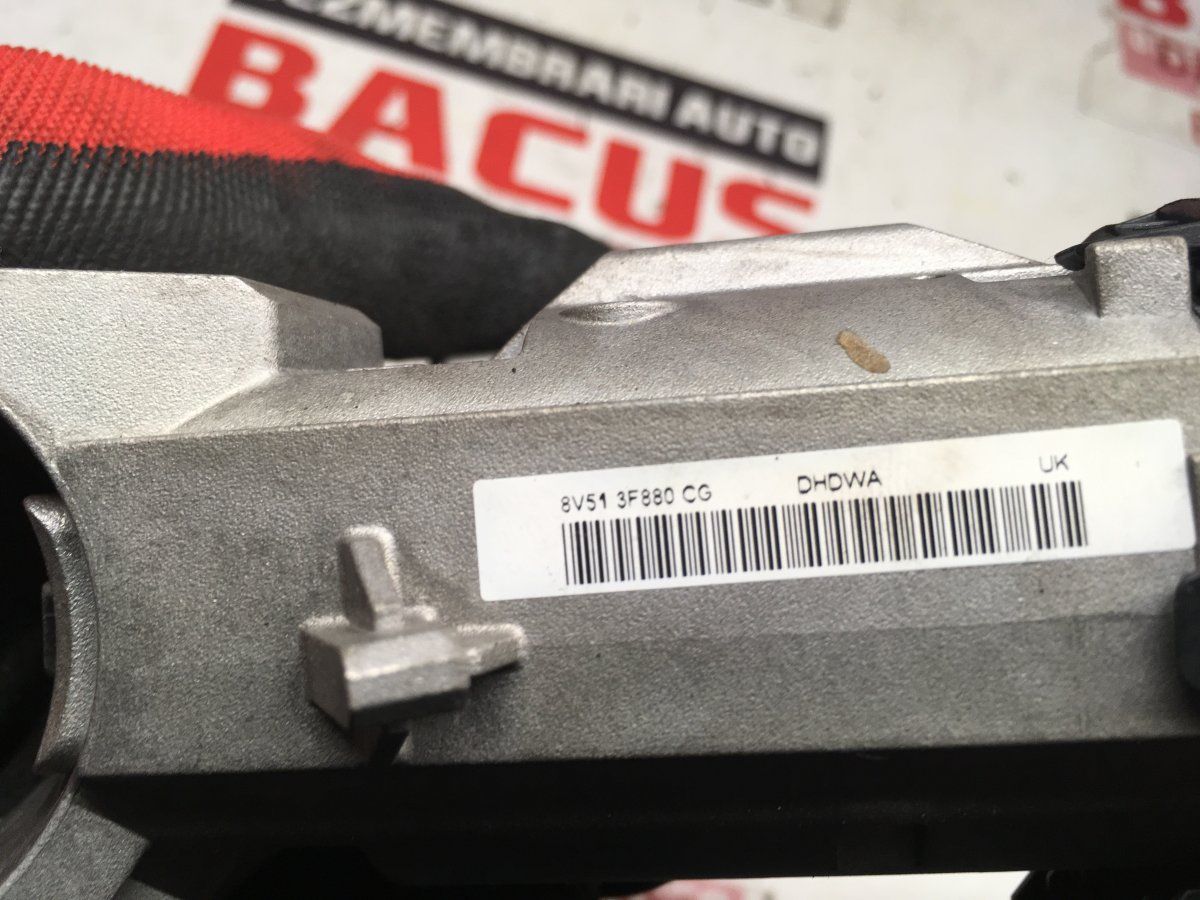 DEZMEMBRARI AUTO
BACUS
8V51 3F880 CG DHDWA UK